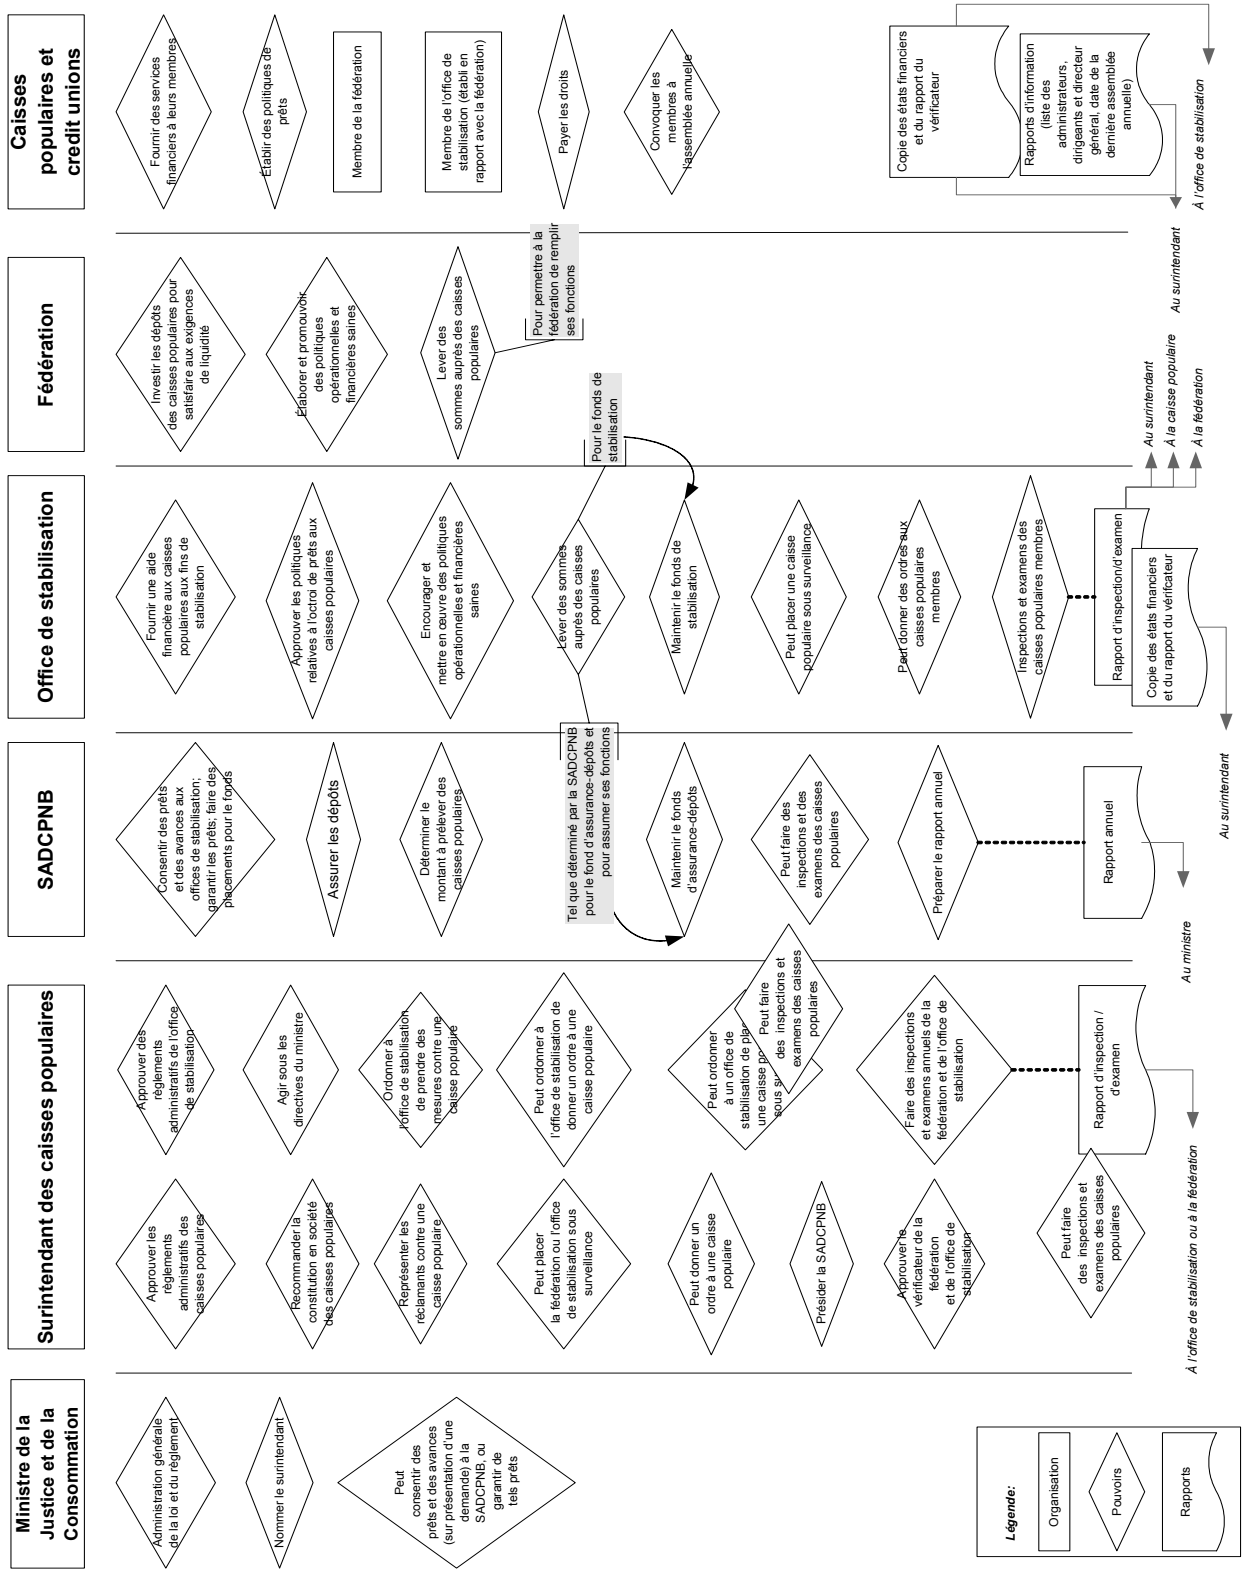 Ministre de la
Justice et de la
Consommation
Surintendant des caisses populaires
SADCPNB
Office de stabilisation
Fédération
Caisses
populaires et
credit unions
Administration générale
de la loi et du règlement
Nommer le surintendant
Peut
consentir des
prêts et des avances
(sur présentation d'une
demande) à la
SADCPNB, ou
garantir de
tels prêts
Légende:
Organisation
Pouvoirs
Rapports
Approuver les
règlements
administratifs des
caisses populaires
Approuver des
règlements
administratifs de l'office
de stabilisation
Recommander la
constitution en société
des caisses populaires
Agir sous les
directives du ministre
Représenter les
réclamants contre une
caisse populaire
Ordonner à
l'office de stabilisation
de prendre des
mesures contre une
caisse populaire
Peut placer
la fédération ou l'office
de stabilisation sous
surveillance
Peut ordonner à
l'office de stabilisation de
donner un ordre à une
caisse populaire
Peut donner un
ordre à une caisse
populaire
Peut ordonner
à un office de
stabilisation de plac
une caisse po
sous su
Peut faire
des inspections et
examens des caisses
populaires
Présider la SADCPNB
Approuver le
vérificateur de la
fédération
et de l'office de
stabilisation
Faire des inspections
et examens annuels de la
fédération et de l'office de
stabilisation
Peut faire
des inspections et
examens des caisses
populaires
Rapport d'inspection /
d'examen
À l'office de stabilisation ou à la fédération
Consentir des prêts
et des avances aux
offices de stabilisation;
garantir les prêts; faire des
placements pour le fonds
Assurer les dépôts
Déterminer le
montant à prélever des
caisses populaires
Tel que déterminé par la SADCPNB
pour le fond d'assurance-dépôts et
pour assumer ses fonctions
Maintenir le fonds
d'assurance-dépôts
Peut faire des
inspections et des
examens des caisses
populaires
Préparer le rapport annuel
Rapport annuel
Au ministre
Fournir une aide
financière aux caisses
populaires aux fins de
stabilisation
Approuver les politiques
relatives à l'octroi de prêts aux
caisses populaires
Encourager et
mettre en œuvre des politiques
opérationnelles et financières
saines
Lever des sommes
auprès des caisses
populaires
Pour le fonds de
stabilisation
Maintenir le fonds de
stabilisation
Peut placer une caisse
populaire sous surveillance
Peut donner des ordres aux
caisses populaires
membres
Inspections et examens des
caisses populaires membres
Rapport d'inspection/d'examen
Copie des états financiers
et du rapport du vérificateur
Au surintendant
Au surintendant
À la caisse populaire
À la fédération
Investir les dépôts
des caisses populaires pour
satisfaire aux exigences
de liquidité
Élaborer et promouvoir
des politiques
opérationnelles et
financières saines
Lever des
sommes auprès des caisses
populaires
Pour permettre à la
fédération de remplir
ses fonctions
Fournir des services
financiers à leurs membres
Établir des politiques de
prêts
Membre de la fédération
Membre de l'office de
stabilisation (établi en
rapport avec la fédération)
Payer les droits
Convoquer les
membres à
l'assemblée annuelle
Copie des états financiers
et du rapport du
vérificateur
Rapports d'information
(liste des
administrateurs,
dirigeants et directeur
général, date de la
dernière assemblée
annuelle)
Au surintendant
À l'office de stabilisation